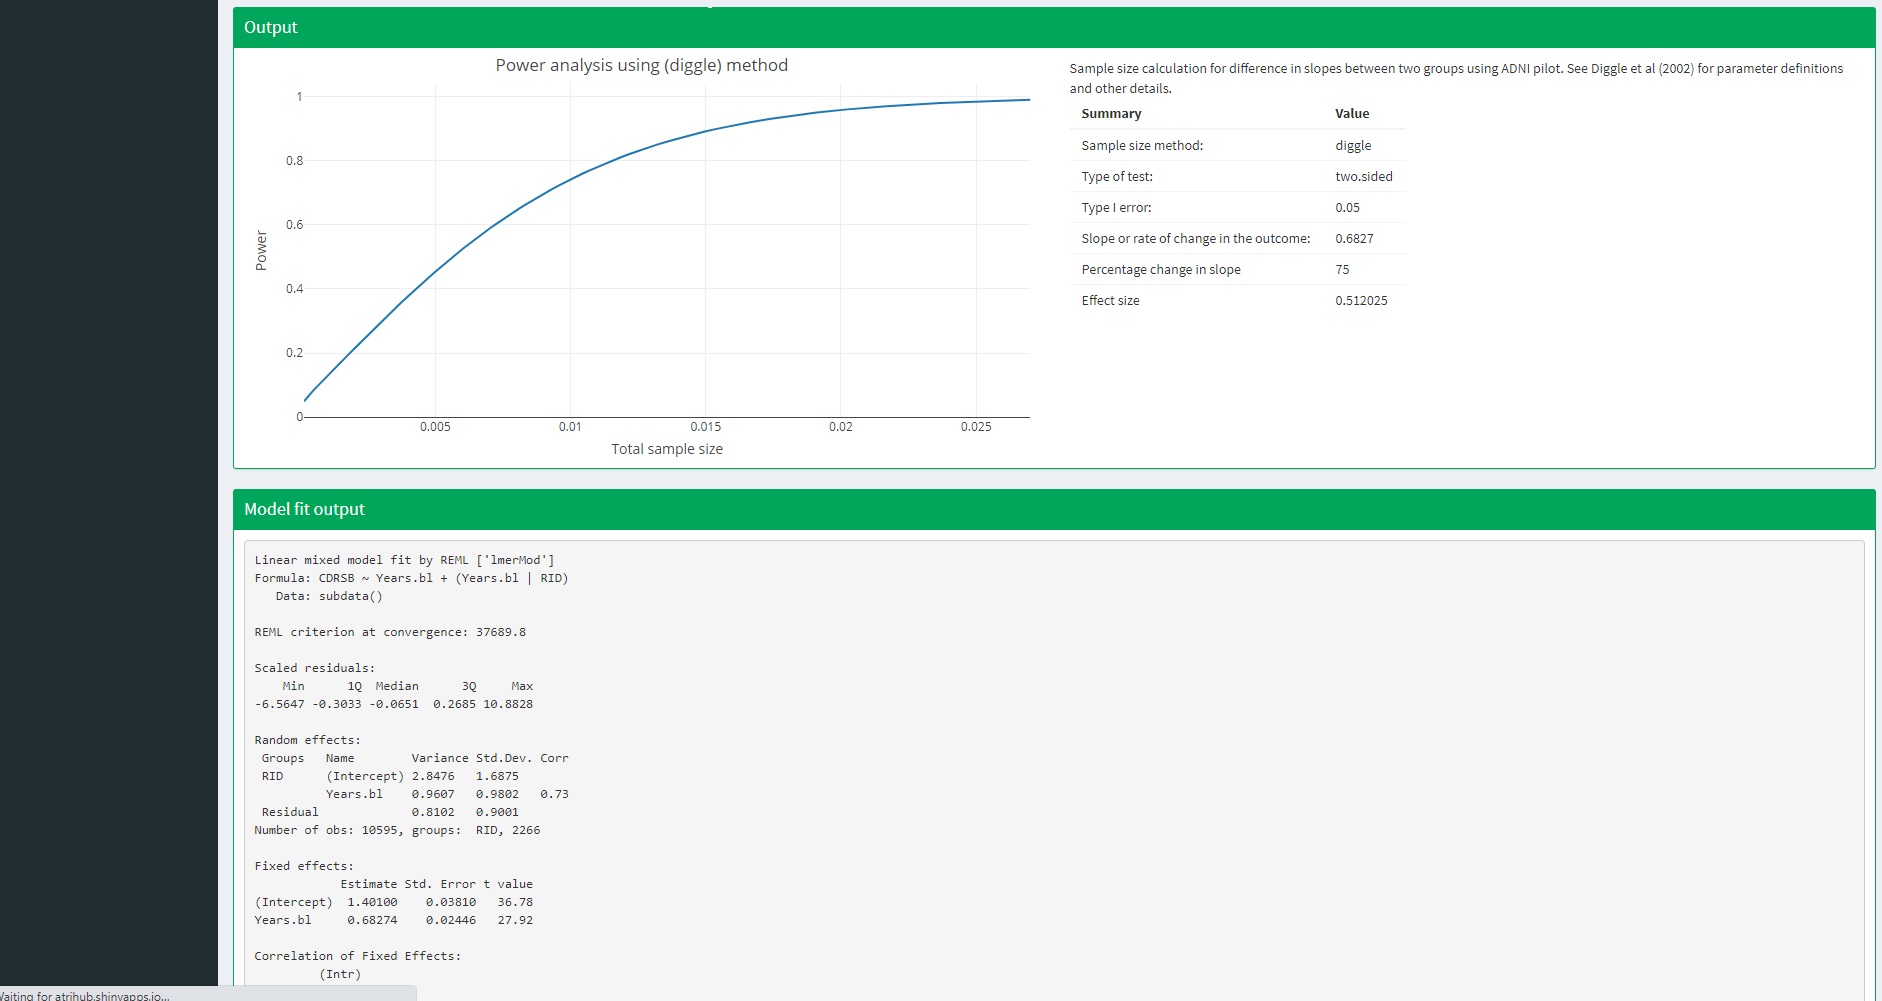 Output
Power analysis using (diggle) method
1
0.8
0.6
0.4
0.2
0
Power
0.005 0.01 0.015 0.02 0.025
Total sample size
Sample size calculation for difference in slopes between two groups using ADNI pilot. See Diggle et al (2002) for parameter definitions
and other details.
Summary Value
Sample size method: diggle
Type of test: two.sided
Type I error: 0.05
Slope or rate of change in the outcome: 0.6827
Percentage change in slope 75
Effect size 0.512025
Model fit output
Linear mixed model fit by REML ['lmerMod']
Formula: CDRSB ~ Years.bl + (Years.bl | RID)
   Data: subdata()
REML criterion at convergence: 37689.8
Scaled residuals:
    Min      1Q  Median      3Q     Max
-6.5647 -0.3033 -0.0651  0.2685 10.8828
Random effects:
 Groups   Name        Variance Std.Dev. Corr
 RID      (Intercept) 2.8476   1.6875
          Years.bl    0.9607   0.9802   0.73
 Residual             0.8102   0.9001
Number of obs: 10595, groups:  RID, 2266
Fixed effects:
            Estimate Std. Error t value
(Intercept)  1.40100    0.03810   36.78
Years.bl     0.68274    0.02446   27.92
Correlation of Fixed Effects:
         (Intr)
Waiting for atrihub.shinyapps.io...